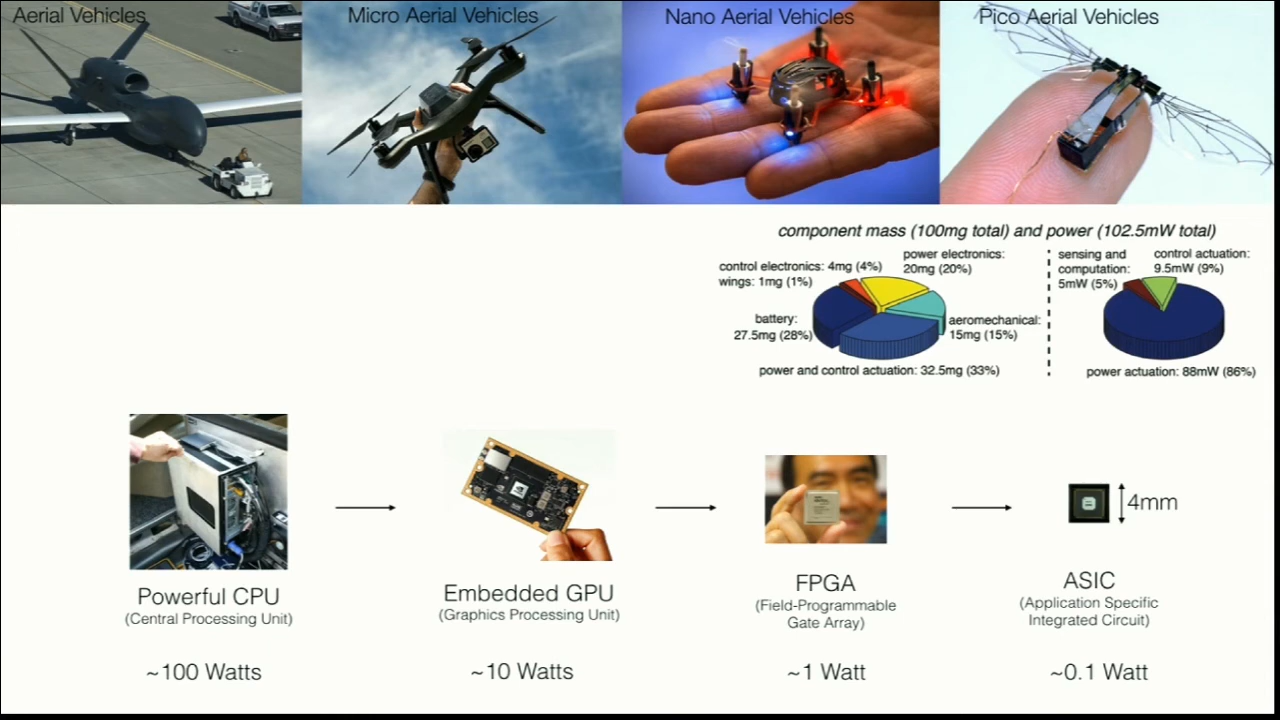 Aerial Vehicles
Micro Aerial Vehicles
Nano Aerial Vehicles
Pico Aerial Vehicles
component mass (100mg total) and power (102.5mW total)
control electronics: 4mg (4%)
wings: 1mg (1%)
power electronics:
20mg (20%)
battery:
27.5mg (28%)
aeromechanical:
15mg (15%)
power and control actuation: 32.5mg (33%)
sensing and
computation:
5mW (5%)
control actuation:
9.5mW (9%)
power actuation: 88mW (86%)
4mm
Powerful CPU
(Central Processing Unit)
~100 Watts
Embedded GPU
(Graphics Processing Unit)
~10 Watts
FPGA
(Field-Programmable
Gate Array)
~1 Watt
ASIC
(Application Specific
Integrated Circuit)
~0.1 Watt